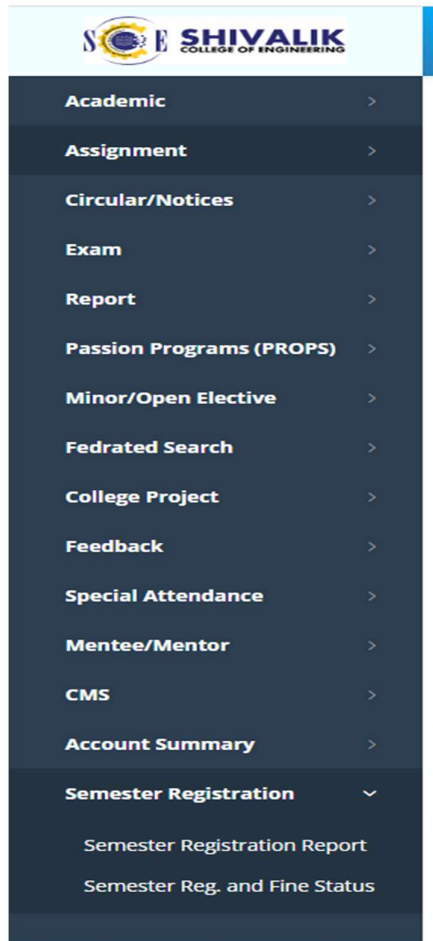 SCE SHIVALIK
COLLEGE OF ENGINEERING
Academic
Assignment
Circular/Notices
Exam
Report
Passion Programs (PROPS)
Minor/Open Elective
Fedrated Search
College Project
Feedback
Special Attendance
Mentee/Mentor
CMS
Account Summary
Semester Registration
Semester Registration Report
Semester Reg. and Fine Status